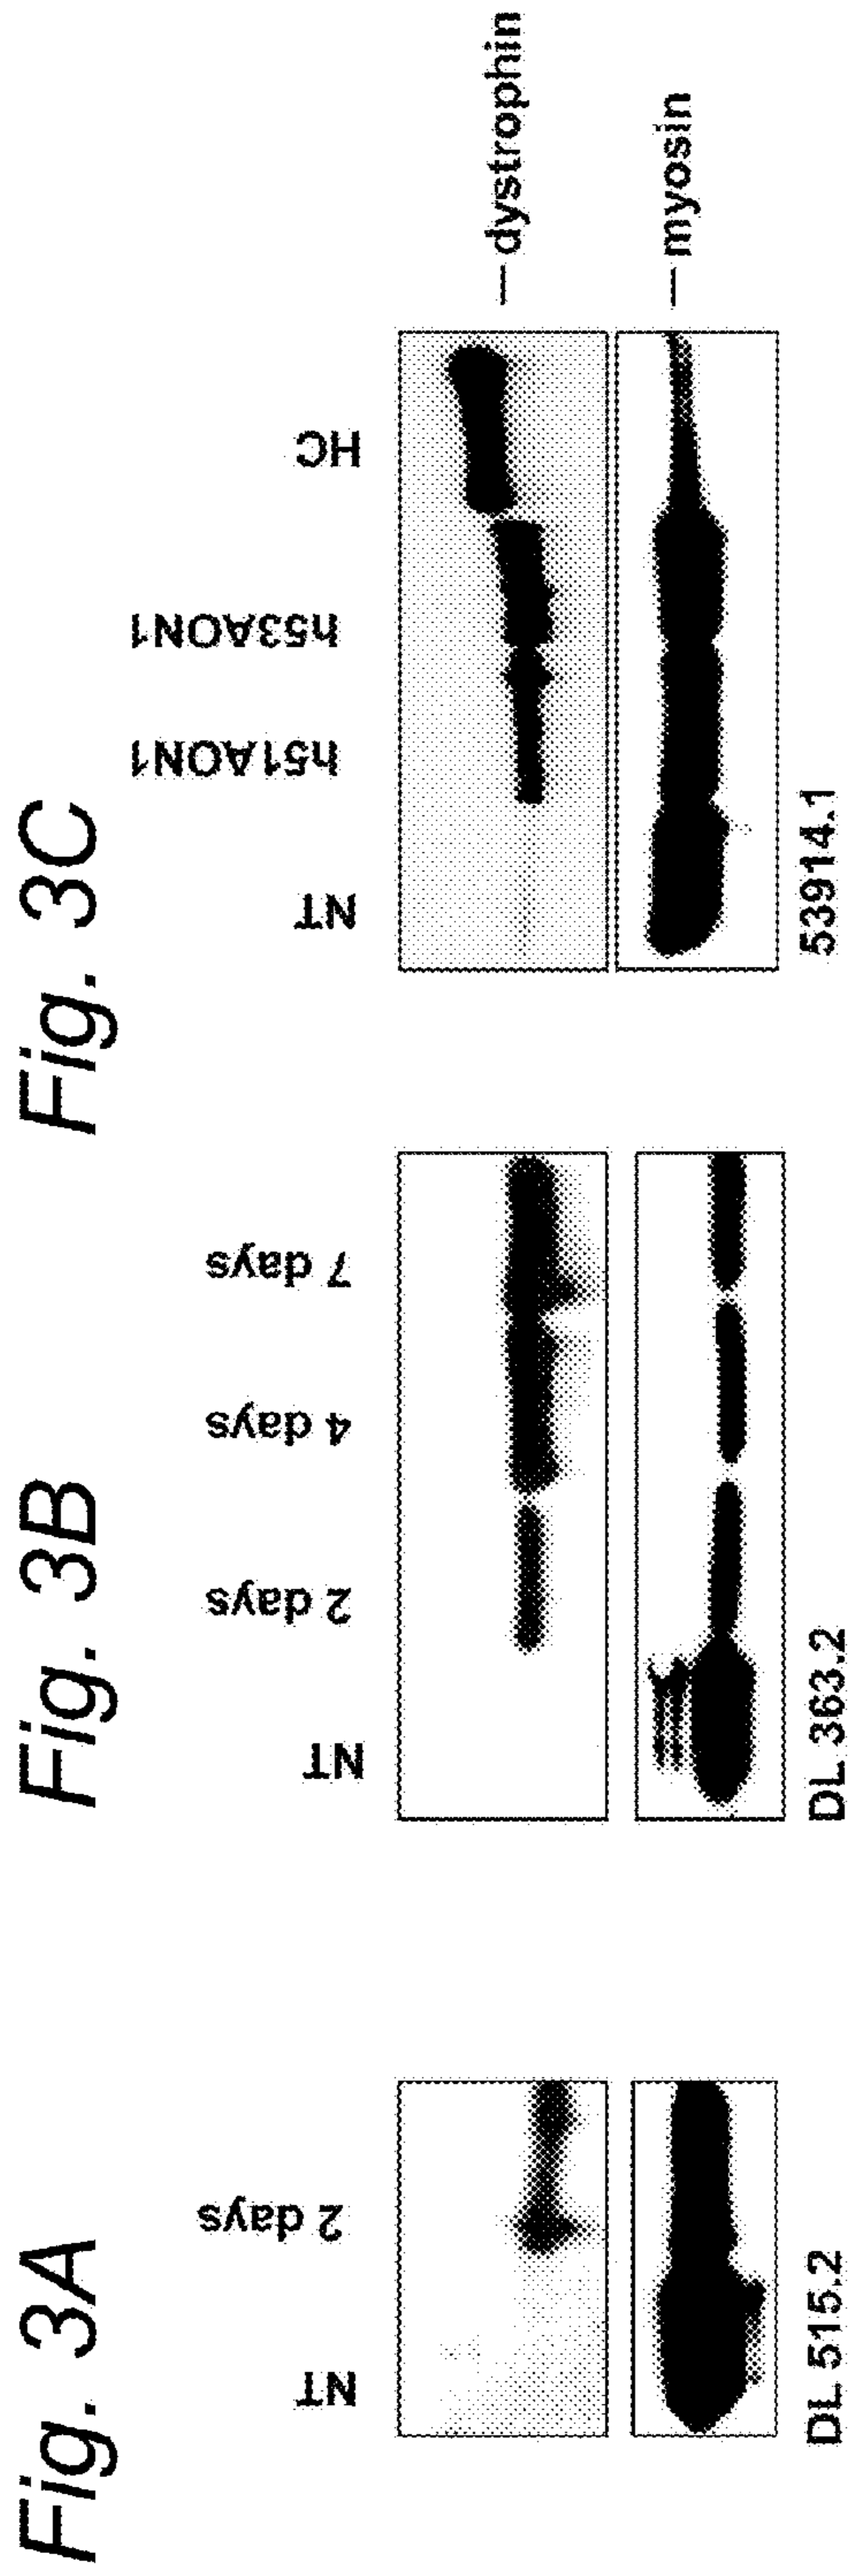 Fig. 3A
NT
2 days
DL 515.2
Fig. 3B
NT
2 days
4 days
7 days
DL 363.2
Fig. 3C
NT
h51AON1
h53AON1
HC
dystrophin
myosin
53914.1